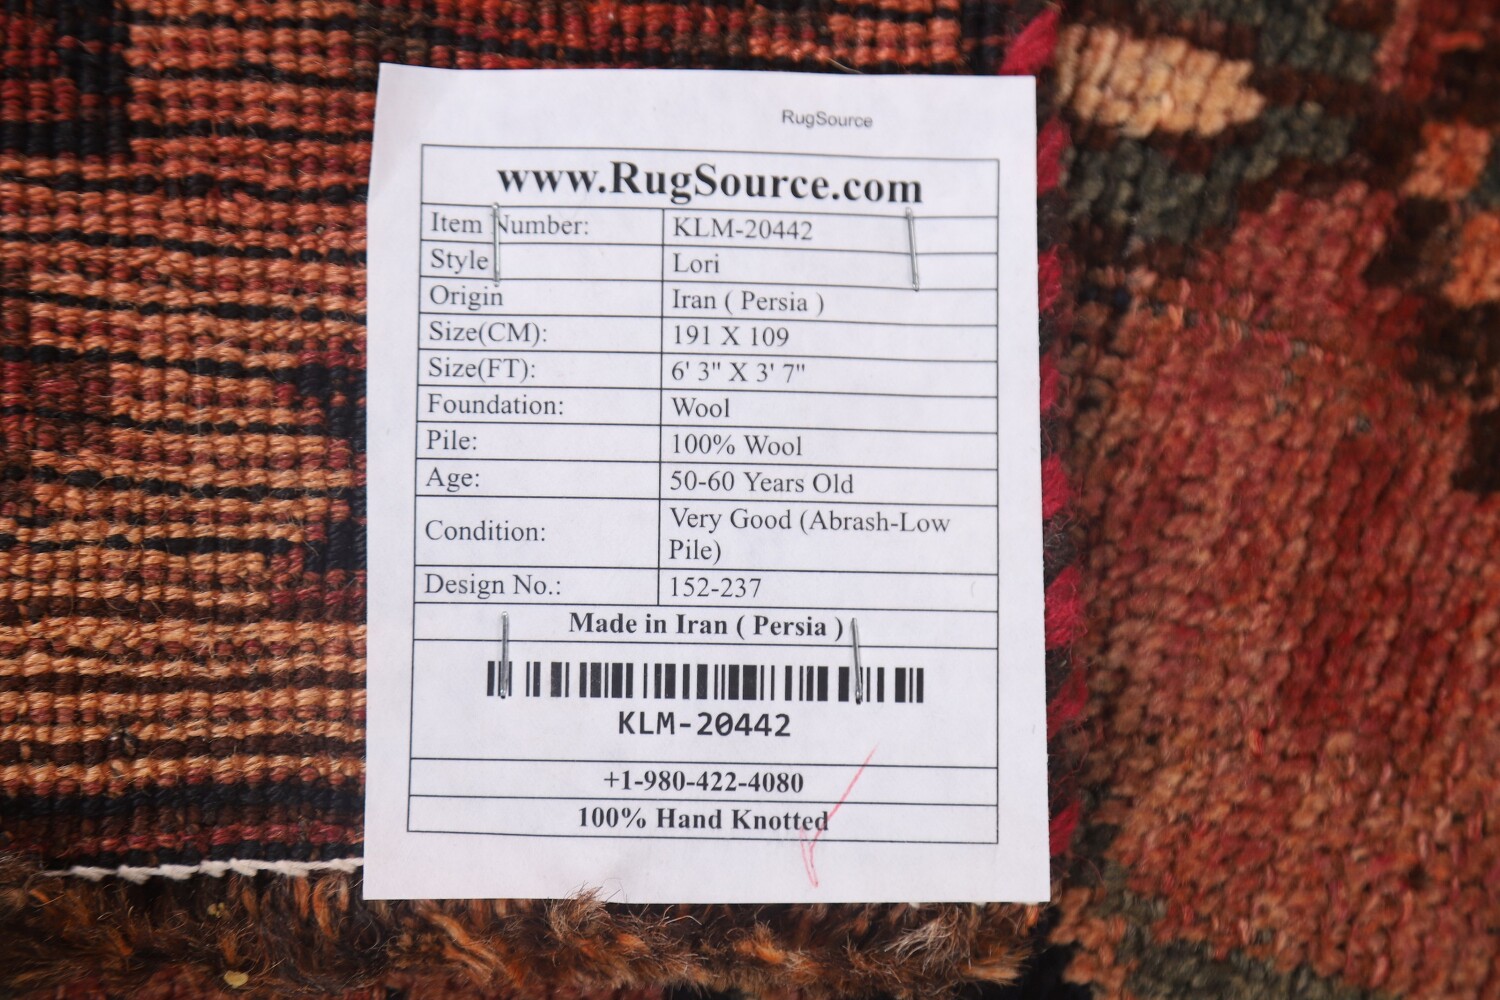 RugSource
www.RugSource.com
Item Number: KLM-20442
Style Lori
Origin Iran ( Persia )
Size(CM): 191 X 109
Size(FT): 6' 3" X 3' 7"
Foundation: Wool
Pile: 100% Wool
Age: 50-60 Years Old
Condition: Very Good (Abrash-Low
Pile)
Design No.: 152-237
Made in Iran ( Persia )
KLM-20442
+1-980-422-4080
100% Hand Knotted